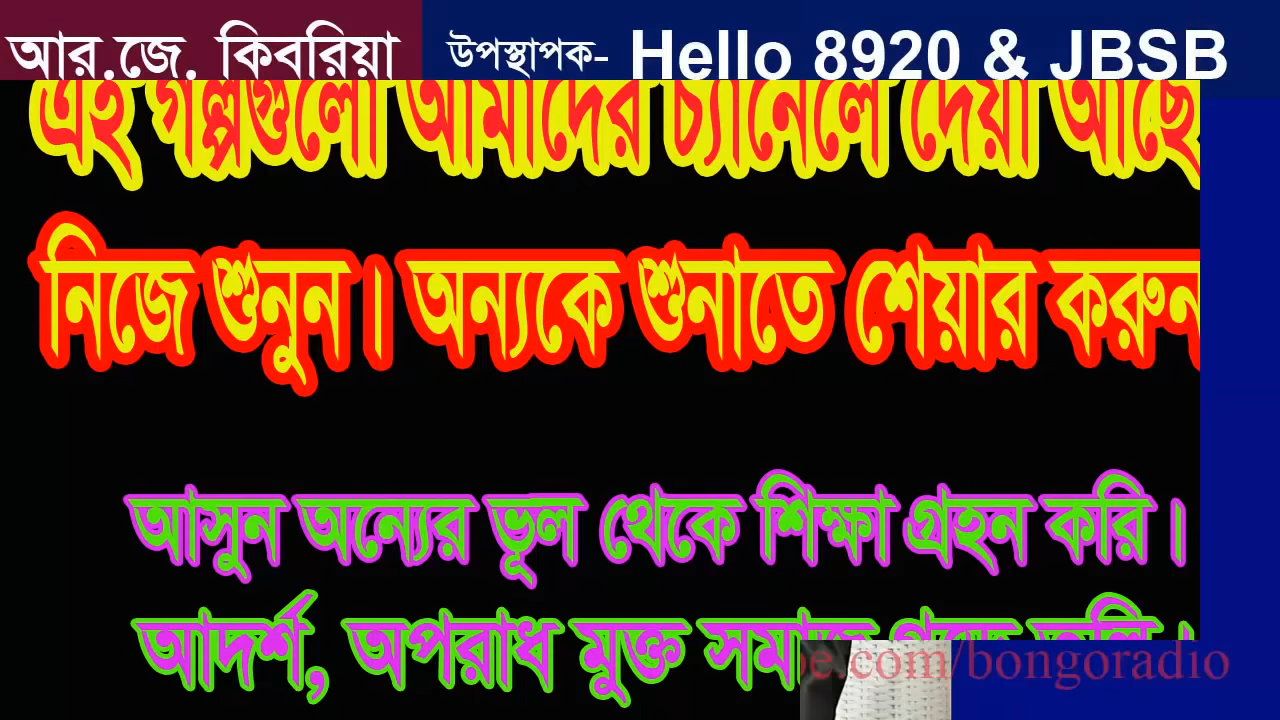 আর.জে. কিবরিয়া উপস্থাপক- Hello 8920 & JBSB
এই গল্পগুলো আমাদের চ্যানেলে দেয়া আছে
নিজে শুনুন। অন্যকে শুনাতে শেয়ার করুন
আসুন অন্যের ভূল থেকে শিক্ষা গ্রহন করি।
আদর্শ, অপরাধ মুক্ত
be.com/bongoradio